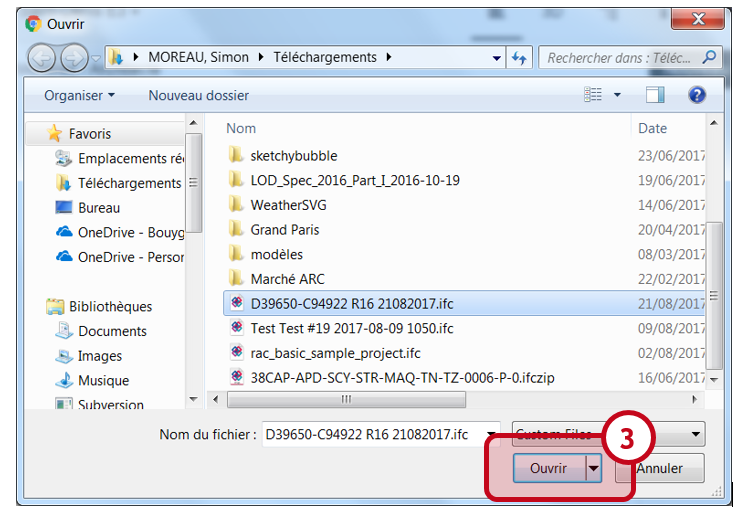 Ouvrir
MOREAU, Simon Téléchargements
Rechercher dans : Téléc...
Organiser Nouveau dossier
Favoris
Emplacements ré
Téléchargements
Bureau
OneDrive - Bouyg
OneDrive - Person
Bibliothèques
Documents
Images
Musique
Subversion
Nom Date
sketchybubble 23/06/2017
LOD_Spec_2016_Part_I_2016-10-19 19/06/2017
WeatherSVG 14/06/2017
Grand Paris 20/04/2017
modèles 08/03/2017
Marché ARC 22/02/2017
D39650-C94922 R16 21082017.ifc 21/08/2017
Test Test #19 2017-08-09 1050.ifc 09/08/2017
rac_basic_sample_project.ifc 02/08/2017
38CAP-APD-SCY-STR-MAQ-TN-TZ-0006-P-0.ifczip 16/06/2017
Nom du fichier : D39650-C94922 R16 21082017.ifc Custom Files
3
Ouvrir Annuler